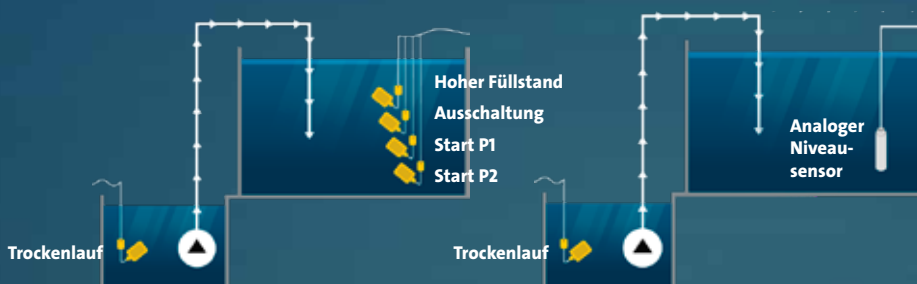 Hoher Füllstand
Ausschaltung
Start P1
Start P2
Trockenlauf
Analoger
Niveau-
sensor
Trockenlauf